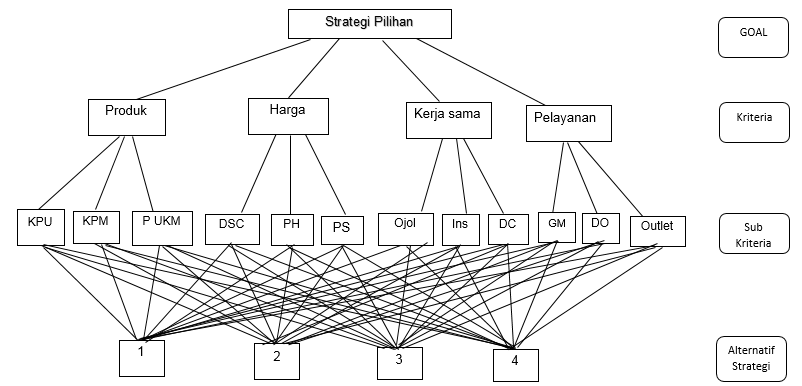 Strategi Pilihan
GOAL
Produk
Harga
Kerja sama
Pelayanan
Kriteria
KPU
KPM
P UKM
DSC
PH
PS
Ojol
Ins
DC
GM
DO
Outlet
Sub
Kriteria
1
2
3
4
Alternatif
Strategi